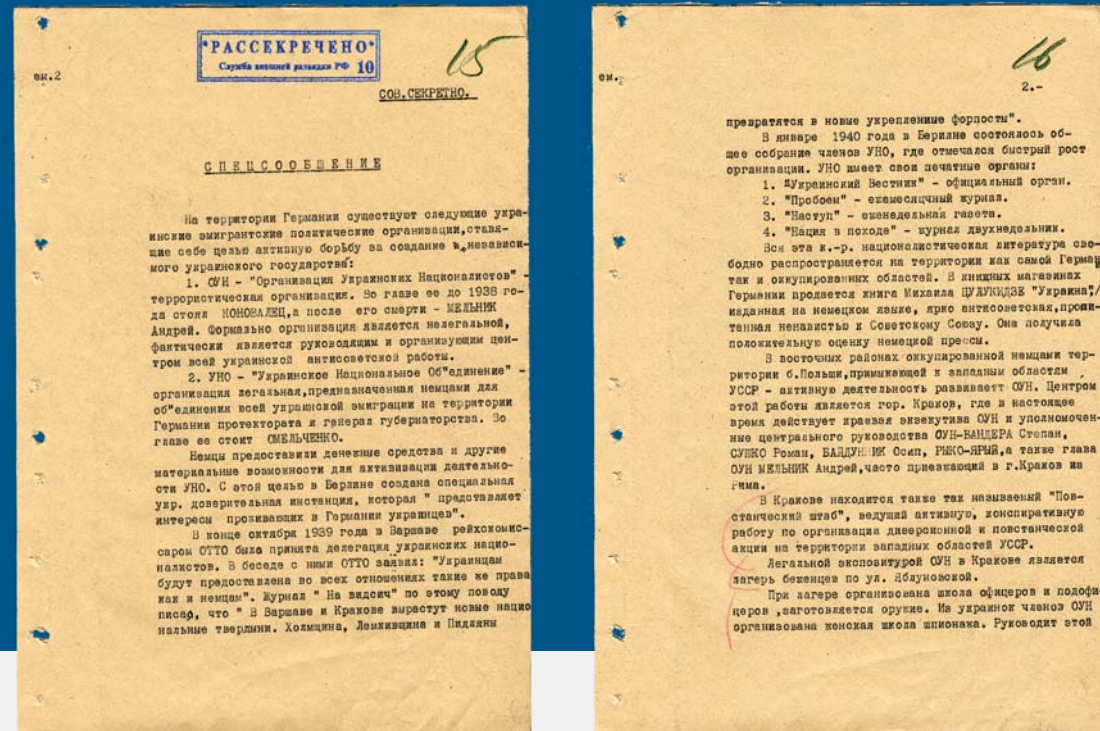 *РАССЕКРЕЧЕНО*
Служба внешней разведки РФ 10
15
ем.2
СОВ.СЕКРЕТНО.
СПЕЦСООБЩЕНИЕ
На территории Германии существуют следующие укра-
инские эмигрантские политические организации,ставя-
щие себе целью активную борьбу за создание независи-
мого украинского государства:
1. ОУН - "Организация Украинских Националистов" -
террористическая организация. Во главе ее до 1938 го-
да стоял КОНОВАЛЕЦ,а после его смерти - МЕЛЬНИК
Андрей. Формально организация является нелегальной,
фактически является руководящим и организующим цен-
тром всей украинской антисоветской работы.
2. УНО - "Украинское Национальное Об"единение" -
организация легальная,предназначенная немцами для
об"единения всей украинской эмиграции на территории
Германии протектората и генерал губернаторства. Во
главе ее стоит ОМЕЛЬЧЕНКО.
Немцы предоставили денежные средства и другие
материальные возможности для активизации деятельно-
сти УНО. С этой целью в Берлине создана специальная
укр. доверительная инстанция, которая " представляет
интересы проживающих в Германии украинцев".
В конце октября 1939 года в Варшаве рейхскомис-
саром ОТТО была принята делегация украинских нацио-
налистов. В беседе с ними ОТТО заявил: "Украинцам
будут предоставлена во всех отношениях такие же права
как и немцам". Журнал " На видсич" по этому поводу
писал, что " В Варшаве и Кракове вырастут новые нацио
нальные твердыни. Холмщина, Лемкивщина и Пидляны
16
ем.
2.-
превратятся в новые укрепленные форпосты".
В январе 1940 года в Берилне состоялось об-
щее собрание членов УНО, где отмечался быстрый рост
организации. УНО имеет свои печатные органы:
1. "Украинский Вестник" - официальный орган.
2. "Пробоем" - ежемесяцчный журнал.
3. "Наступ" - еженедельная газета.
4. "Нация в походе" - журнал двухнедельник.
Вся эта к.-р. националистическая литература сво-
бодно распространяется на территории как самой Герман
так и оккупированных областей. В книжных магазинах
Германии продается книга Михаила ЦУЛУКИДЗЕ "Украина"/
изданная на немецком языке, ярко антисоветская,пропи-
танная ненавистью к Советскому Союзу. Она получила
положительную оценку немецкой прессы.
В восточных районах оккупированной немцами тер-
ритории б.Польши,примыкающей к западным областям
УССР - активную деятельность развивает ОУН. Центром
этой работы является гор. Краков, где в настоящее
время действует краевая экзекутива ОУН и уполномочен-
ные центрального руководства ОУН-БАНДЕРА Степан,
СУШКО Роман, БАЙДУНИК Осип, РЫКО-ЯРЫЙ,а также глава
ОУН МЕЛЬНИК Андрей,часто приезжающий в г.Краков из
Рима.
В Кракове находится также так называемый "Пов-
станческий штаб", ведущий активную, конспиративную
работу по организации диверсионной и повстанческой
акции на территории западных областей УССР.
Легальной экспозитурой ОУН в Кракове является
лагерь беженцев по ул. Яблуновской.
При лагере организована школа офицеров и подофи-
церов ,заготовляется оружие. Из украинок членов ОУН
организована женская школа шпионажа. Руководит этой